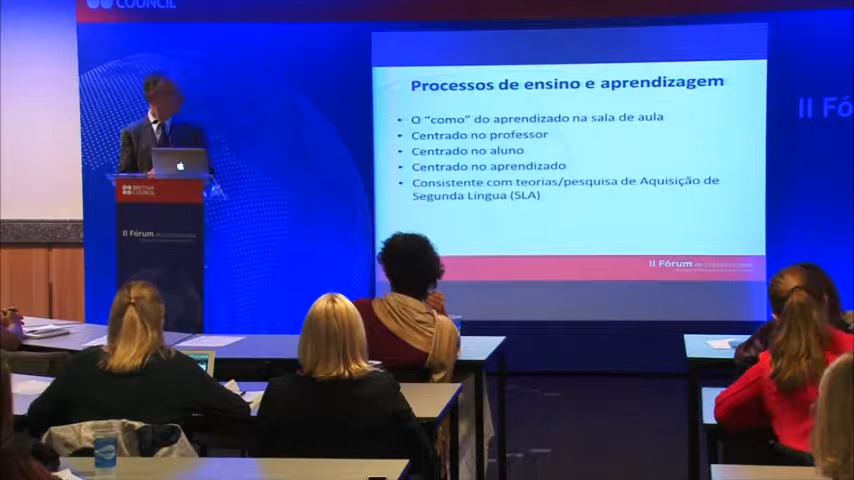 COUNCIL
Processos de ensino e aprendizagem
• O “como” do aprendizado na sala de aula
• Centrado no professor
• Centrado no aluno
• Centrado no aprendizado
• Consistente com teorias/pesquisa de Aquisição de
Segunda Língua (SLA)
II Fó
BRITISH
COUNCIL
II Fórum
II Fórum